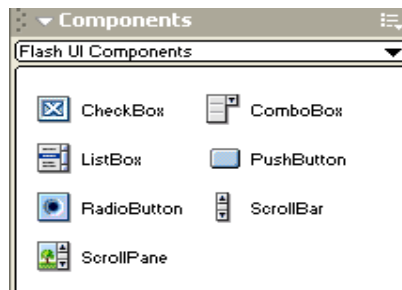 Components
Flash UI Components
CheckBox ComboBox
ListBox PushButton
RadioButton ScrollBar
ScrollPane